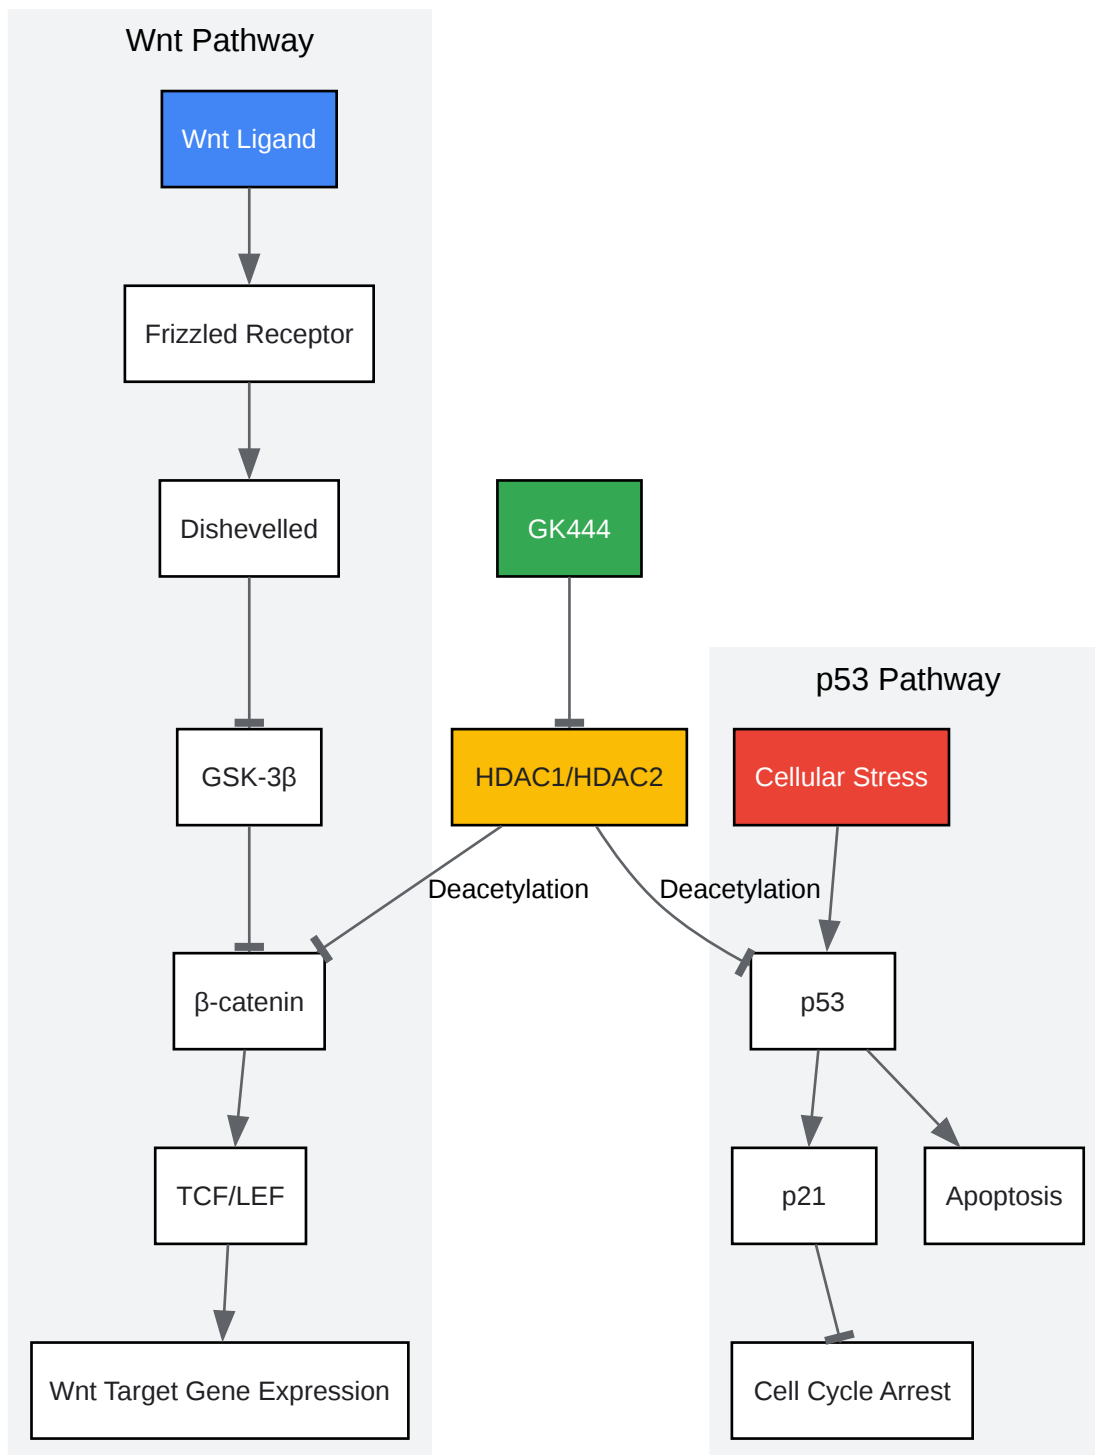 Wnt Pathway
Wnt Ligand
Frizzled Receptor
Dishevelled
GK444
p53 Pathway
GSK-3β
HDAC1/HDAC2
Cellular Stress
Deacetylation
Deacetylation
β-catenin
p53
TCF/LEF
p21
Apoptosis
Wnt Target Gene Expression
Cell Cycle Arrest